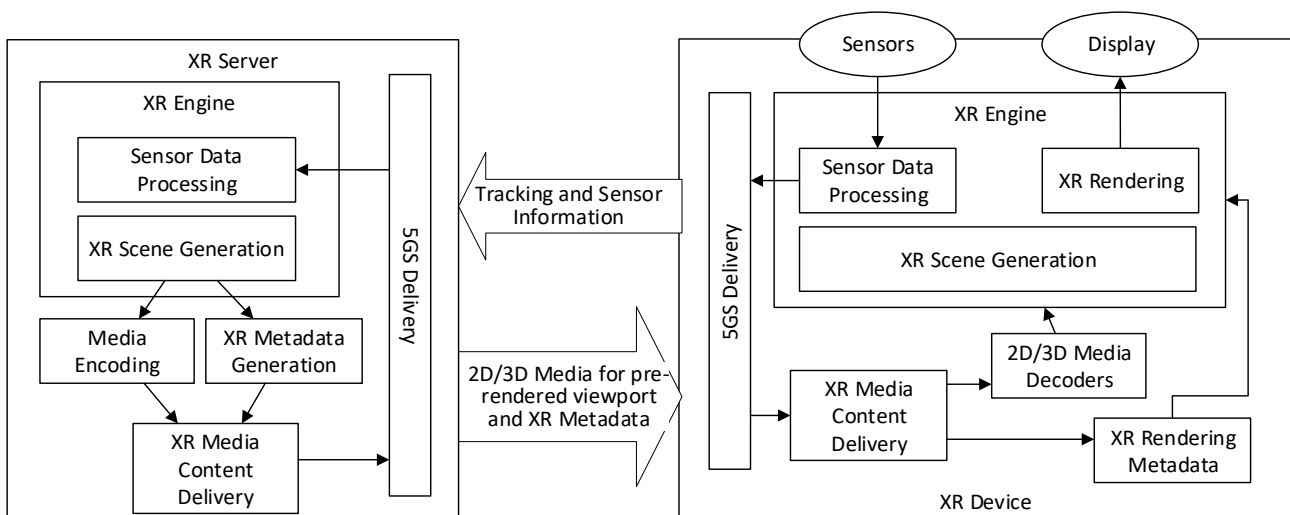 XR Server
XR Engine
Sensor Data
Processing
XR Scene Generation
Media
Encoding
XR Metadata
Generation
XR Media
Content
Delivery
5GS Delivery
Tracking and Sensor
Information
2D/3D Media for pre-
rendered viewport
and XR Metadata
Sensors
Display
5GS Delivery
XR Engine
Sensor Data
Processing
XR Rendering
XR Scene Generation
2D/3D Media
Decoders
XR Media
Content
Delivery
XR Rendering
Metadata
XR Device